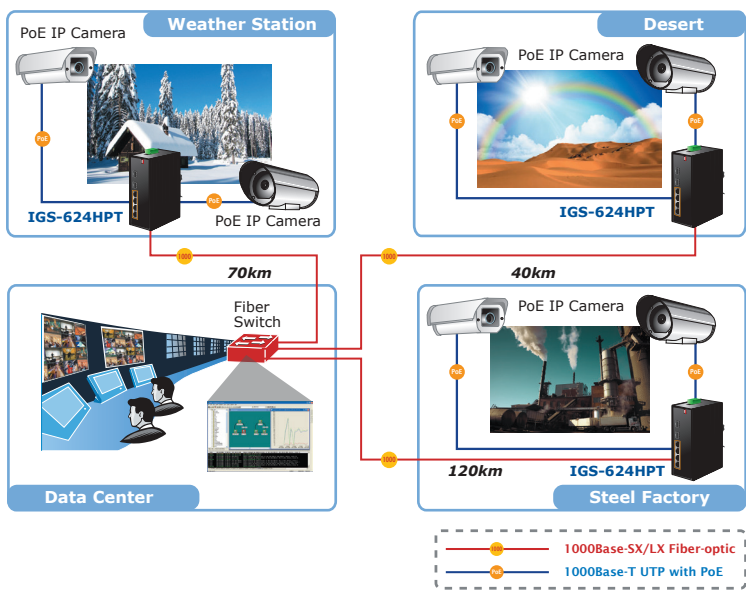 PoE IP Camera
Weather Station
PoE
PoE
IGS-624HPT
PoE IP Camera
1000
70km
Desert
PoE IP Camera
PoE
PoE
IGS-624HPT
1000
40km
Fiber
Switch
Data Center
PoE IP Camera
PoE
PoE
1000
120km
IGS-624HPT
Steel Factory
1000
1000Base-SX/LX Fiber-optic
PoE
1000Base-T UTP with PoE